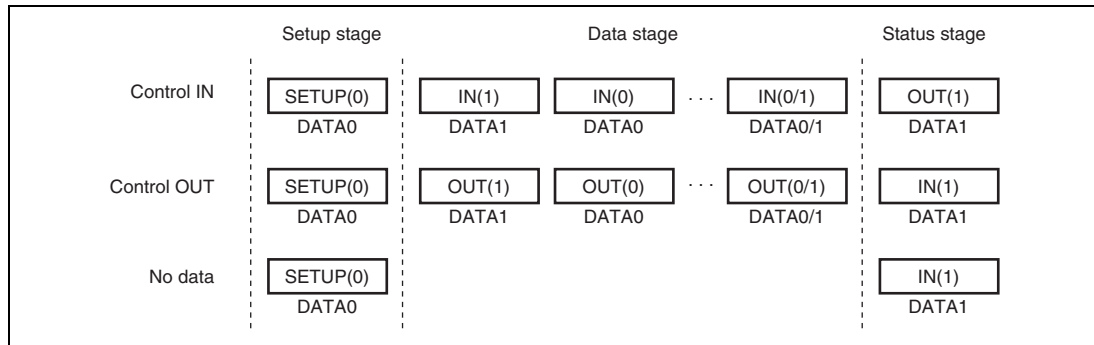 Setup stage Data stage Status stage
Control IN SETUP(0) IN(1) IN(0) . . . IN(0/1) OUT(1)
DATA0 DATA1 DATA0 DATA0/1 DATA1
Control OUT SETUP(0) OUT(1) OUT(0) . . . OUT(0/1) IN(1)
DATA0 DATA1 DATA0 DATA0/1 DATA1
No data SETUP(0) IN(1)
DATA0 DATA1